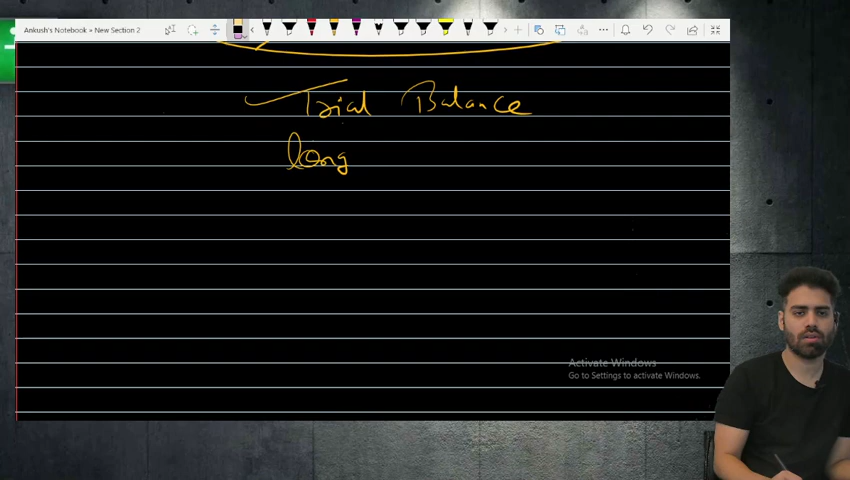 Ankush's Notebook » New Section 2
Trial Balance
long
Activate Windows
Go to Settings to activate Windows.